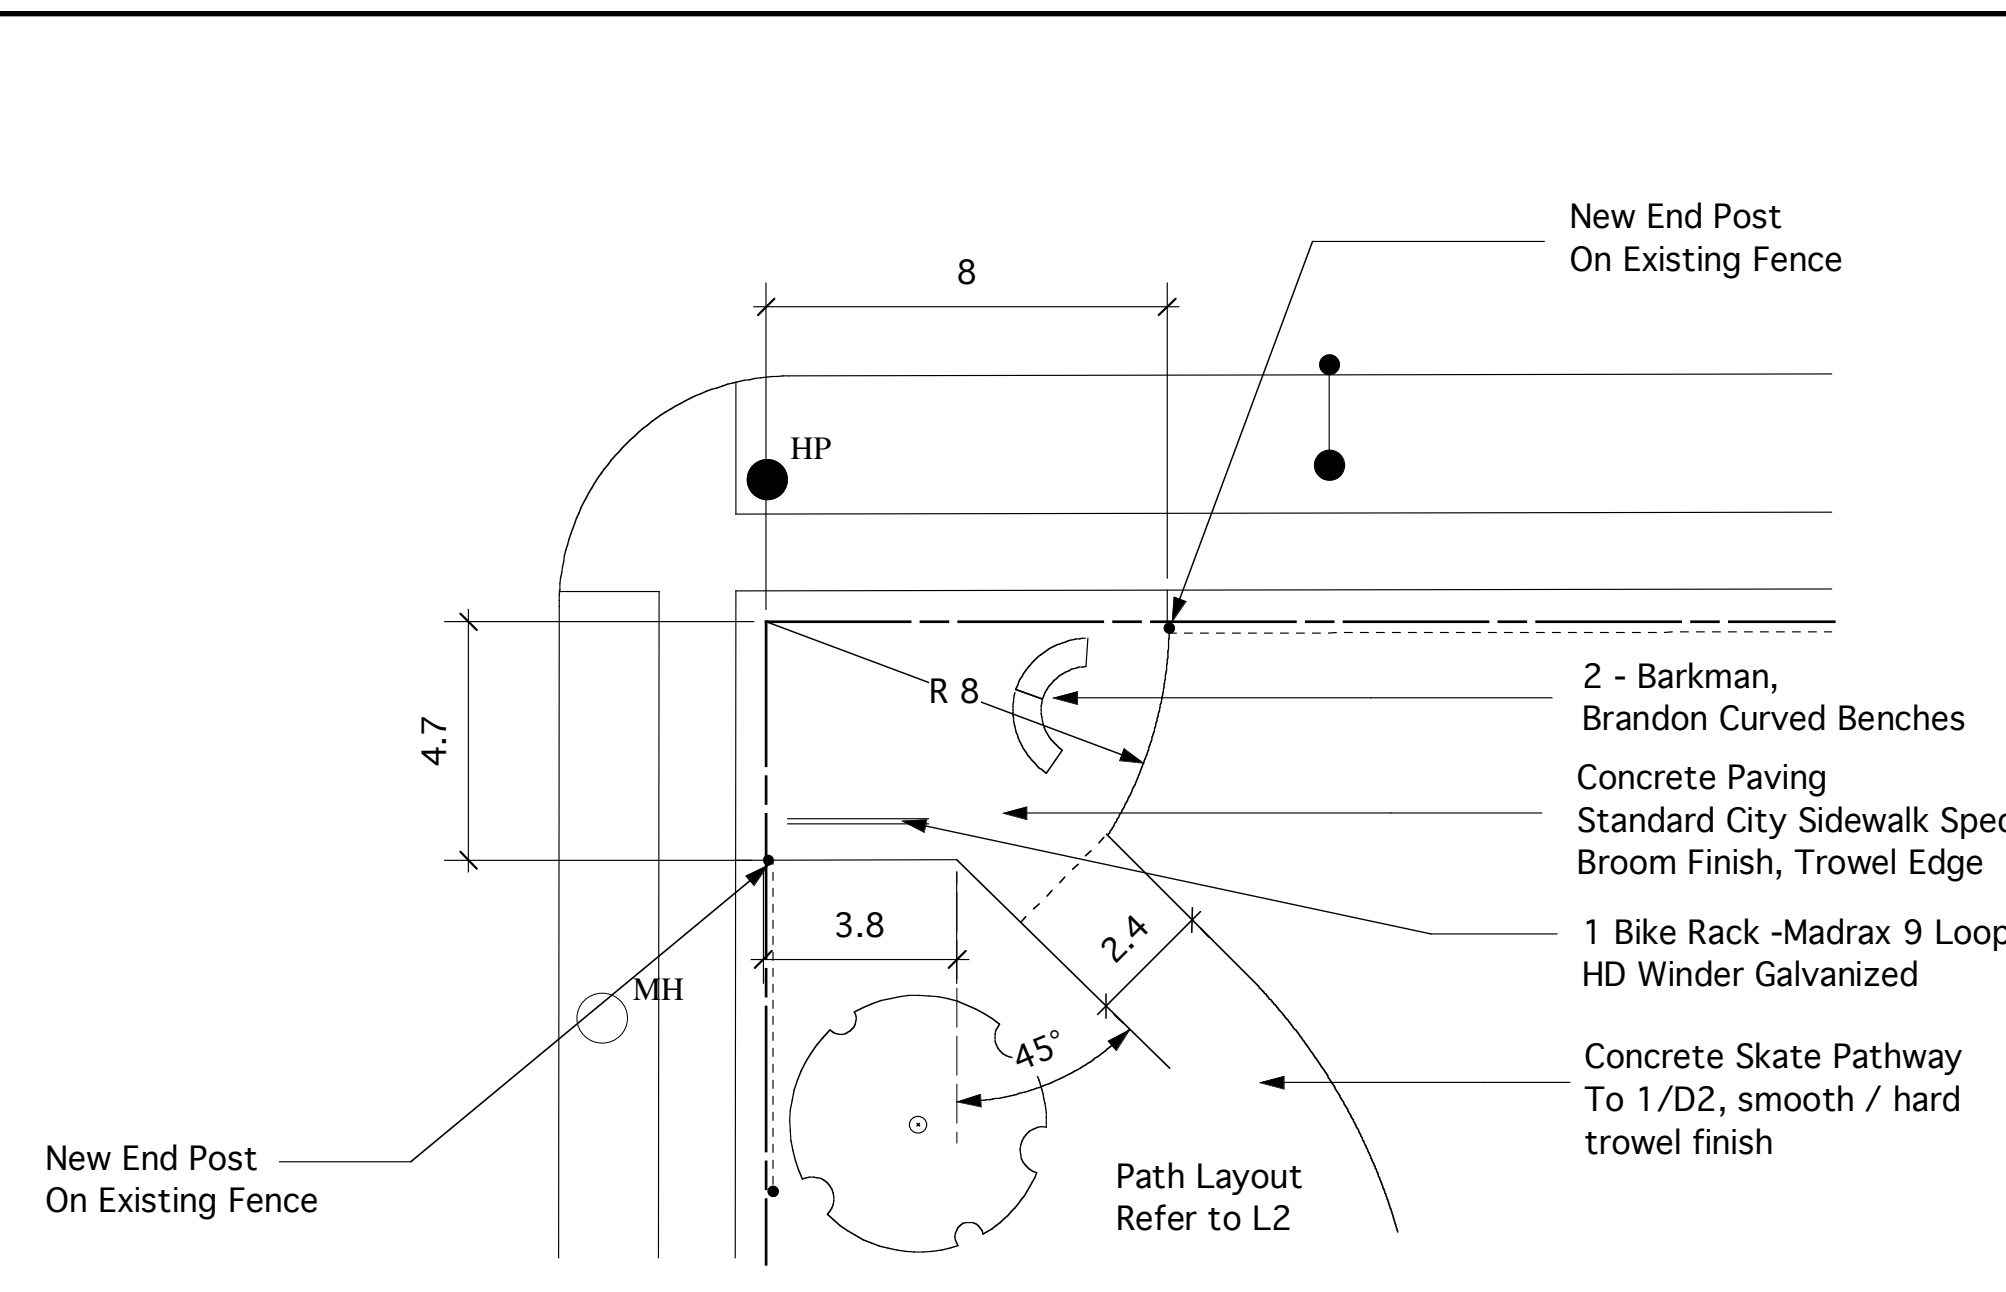 New End Post
On Existing Fence
8
HP
R 8
2 - Barkman,
Brandon Curved Benches
4.7
Concrete Paving
Standard City Sidewalk Spec
Broom Finish, Trowel Edge
3.8
2.4
1 Bike Rack -Madrax 9 Loop
HD Winder Galvanized
MH
45°
Concrete Skate Pathway
To 1/D2, smooth / hard
trowel finish
New End Post
On Existing Fence
Path Layout
Refer to L2